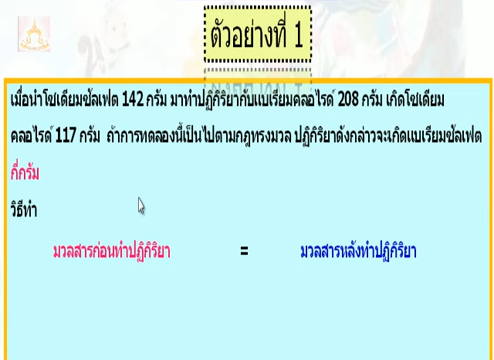 ตัวอย่างที่ 1
เมื่อนำโซเดียมซัลเฟต 142 กรัม มาทำปฏิกิริยากับแบเรียมคลอไรด์ 208 กรัม เกิดโซเดียม
คลอไรด์ 117 กรัม ถ้าการทดลองนี้เป็นไปตามกฎทรงมวล ปฏิกิริยาดังกล่าวจะเกิดแบเรียมซัลเฟต
กี่กรัม
วิธีทำ
มวลสารก่อนทำปฏิกิริยา = มวลสารหลังทำปฏิกิริยา